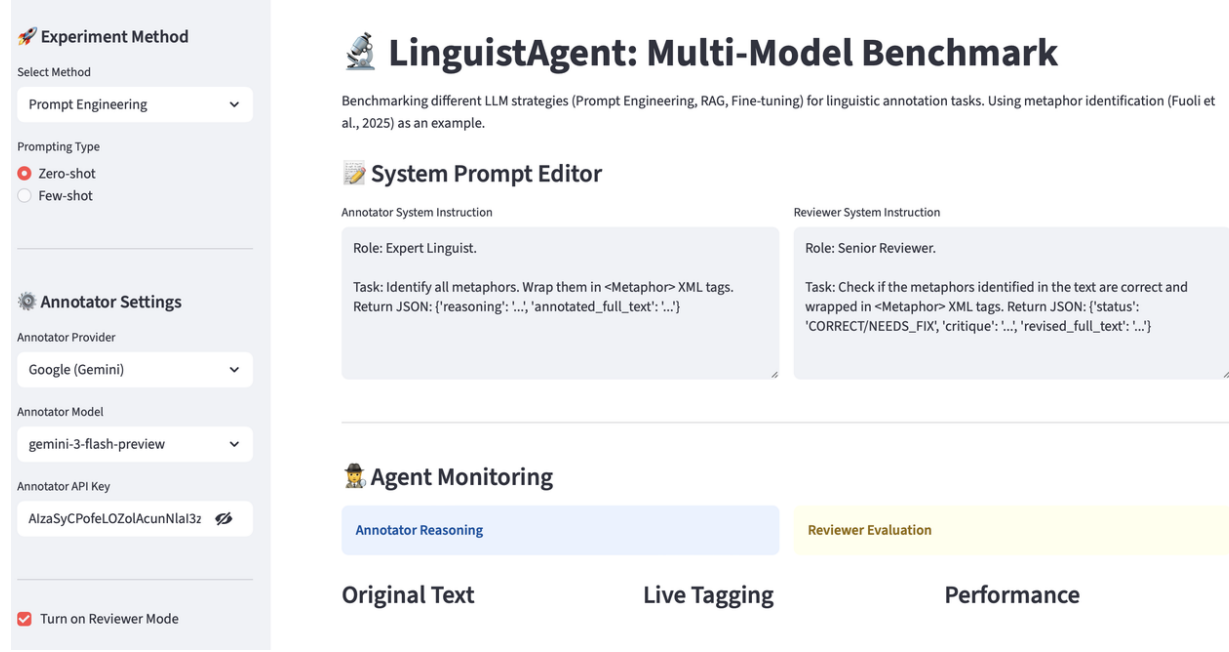 Experiment Method
Select Method
Prompt Engineering
Prompting Type
Zero-shot
Few-shot
Annotator Settings
Annotator Provider
Google (Gemini)
Annotator Model
gemini-3-flash-preview
Annotator API Key
Turn on Reviewer Mode
LinguistAgent: Multi-Model Benchmark
Benchmarking different LLM strategies (Prompt Engineering, RAG, Fine-tuning) for linguistic annotation tasks. Using metaphor identification (Fuoli et
al., 2025) as an example.
System Prompt Editor
Annotator System Instruction
Role: Expert Linguist.
Task: Identify all metaphors. Wrap them in <Metaphor> XML tags.
Return JSON: {'reasoning': '...', 'annotated_full_text': '...'}
Reviewer System Instruction
Role: Senior Reviewer.
Task: Check if the metaphors identified in the text are correct and
wrapped in <Metaphor> XML tags. Return JSON: {'status':
'CORRECT/NEEDS_FIX', 'critique': '...', 'revised_full_text': '...'}
Agent Monitoring
Annotator Reasoning
Reviewer Evaluation
Original Text
Live Tagging
Performance